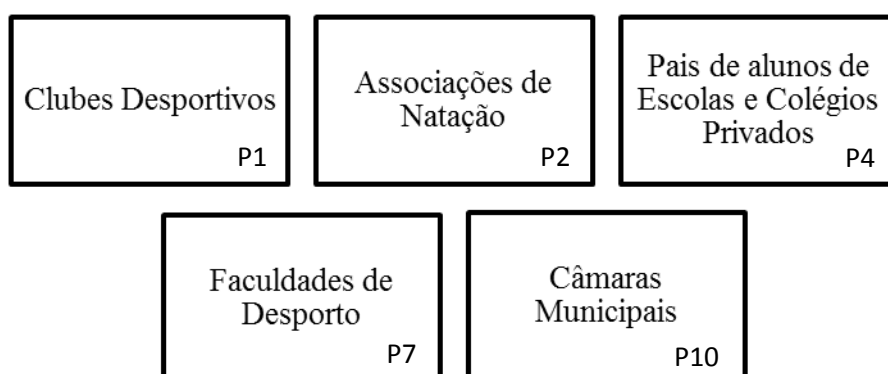 Clubes Desportivos
P1
Associações de
Natação
P2
Pais de alunos de
Escolas e Colégios
Privados
P4
Faculdades de
Desporto
P7
Câmaras
Municipais
P10